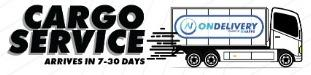 CARGO
SERVICE
ARRIVES IN 7-30 DAYS
ONDELIVERY